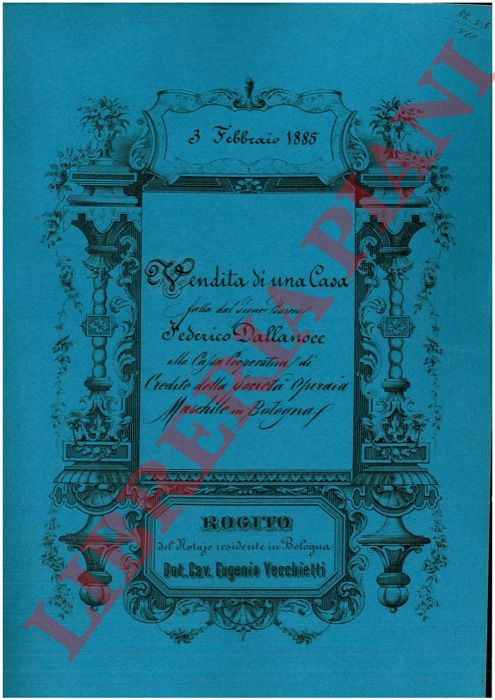 3 Febbraio 1885
Vendita di una Casa
fatta dal Signor
Federico Dallanoce
alla Cassa Cooperativa di
Credito della Società Operaia
Maschile in Bologna
ROGITO
del Notajo residente in Bologna
Dot. Cav. Eugenio Vecchietti
LIBRERIA PIANI